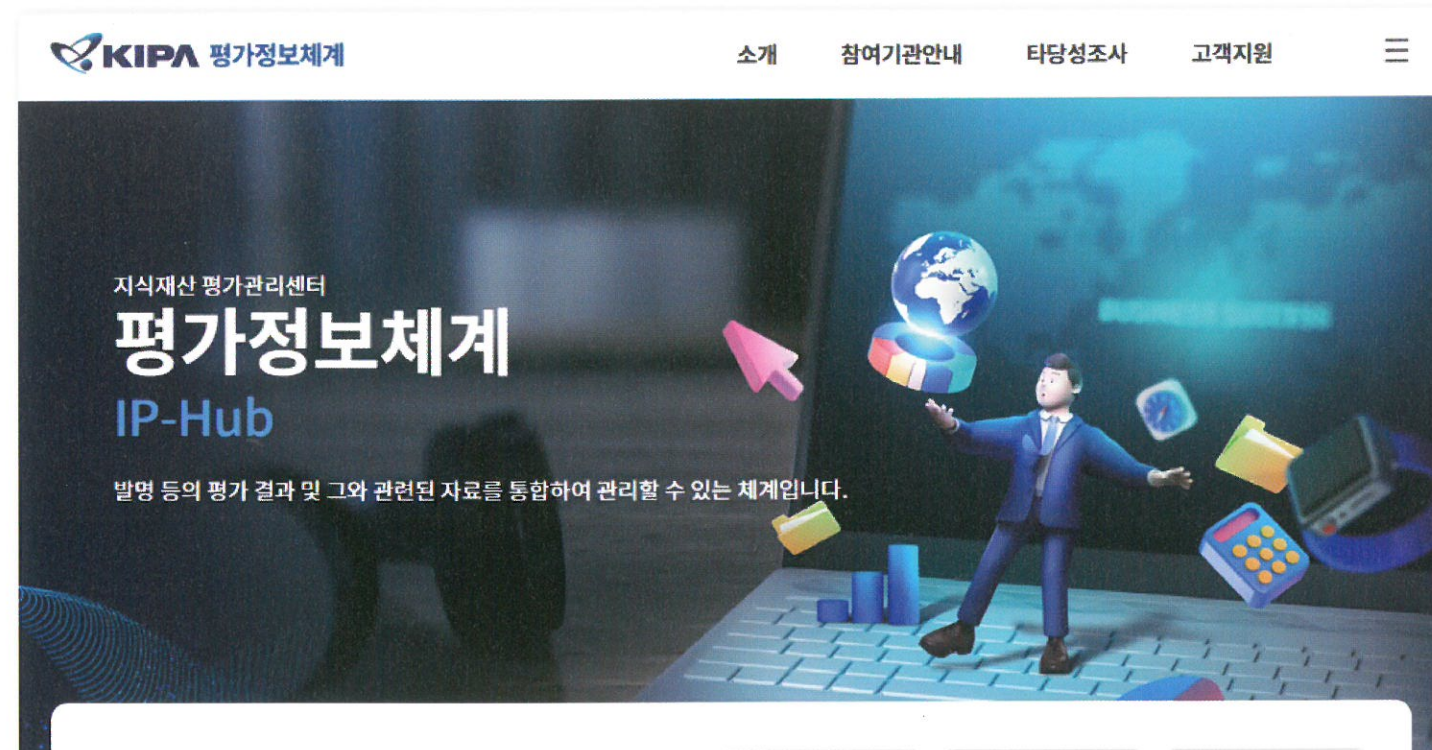 KIPA 평가정보체계
소개 참여기관안내 타당성조사 고객지원
지식재산 평가관리센터
평가정보체계
IP-Hub
발명 등의 평가 결과 및 그와 관련된 자료를 통합하여 관리할 수 있는 체계입니다.